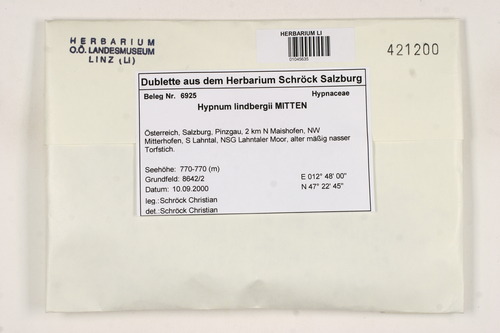 HERBARIUM
O.Ö. LANDESMUSEUM
LINZ (LI)
HERBARIUM LI
421200
Dublette aus dem Herbarium Schröck Salzburg
Beleg Nr. 6925 Hypnaceae
Hypnum lindbergii MITTEN
Österreich, Salzburg, Pinzgau, 2 km N Maishofen, NW
Mitterhofen, S Lahntal, NSG Lahntaler Moor, alter mäßig nasser
Torfstich.
Seehöhe: 770-770 (m)
Grundfeld: 8642/2 E 012° 48' 00"
Datum: 10.09.2000 N 47° 22' 45"
leg.:Schröck Christian
det.:Schröck Christian